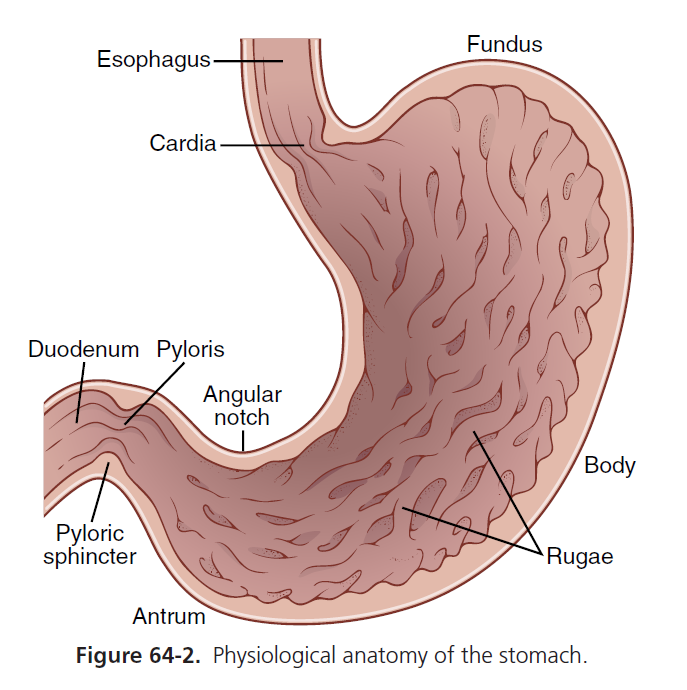 Fundus
Esophagus
Cardia
Duodenum
Pyloris
Angular
notch
Body
Pyloric
sphincter
Rugae
Antrum
Figure 64-2. Physiological anatomy of the stomach.